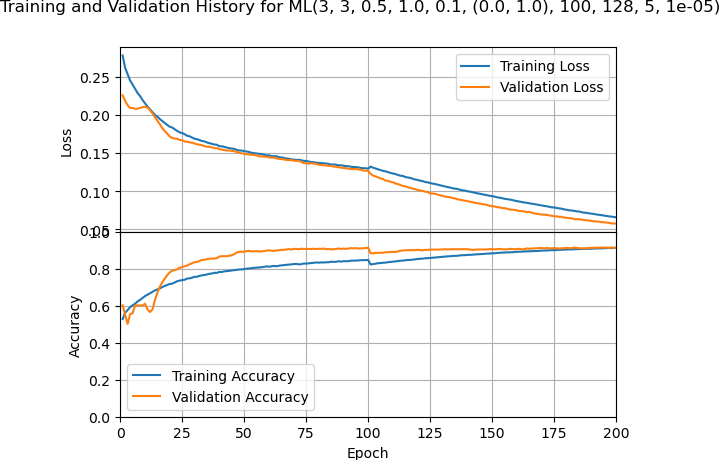 Training and Validation History for ML(3, 3, 0.5, 1.0, 0.1, (0.0, 1.0), 100, 128, 5, 1e-05)
0.25
0.20
0.15
0.10
0.05
Loss
Training Loss
Validation Loss
1.0
0.8
0.6
0.4
0.2
0.0
Accuracy
Training Accuracy
Validation Accuracy
0 25 50 75 100 125 150 175 200
Epoch